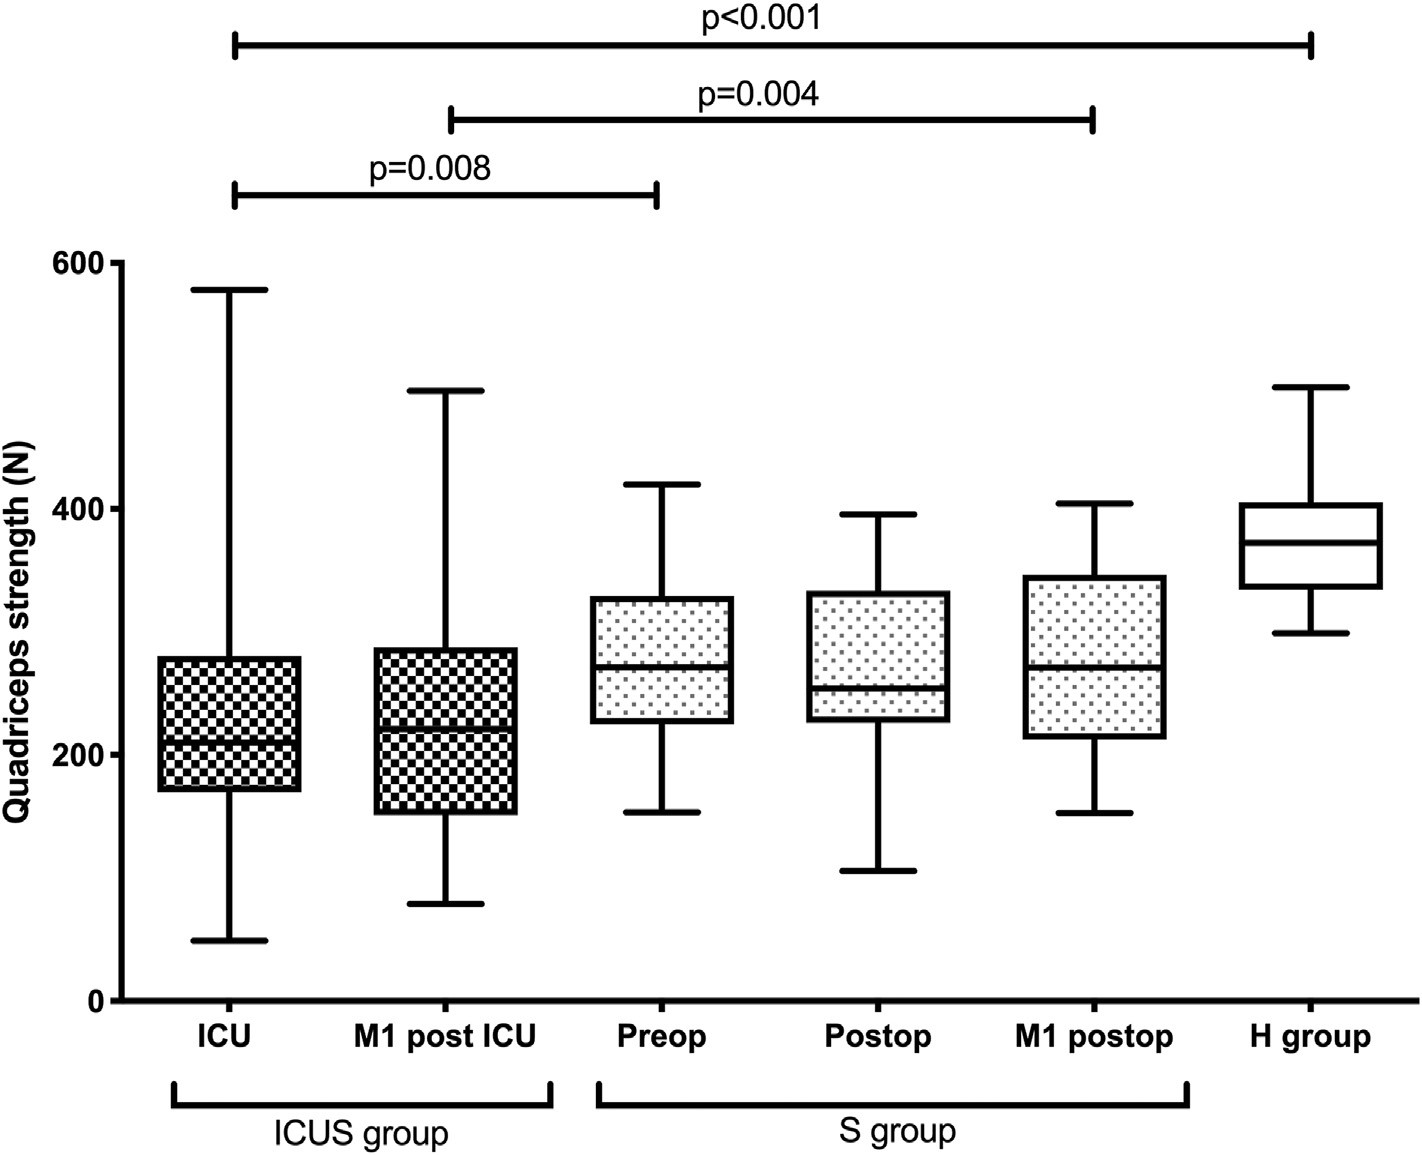 p<0.001
p=0.004
p=0.008
Quadriceps strength (N)
600
400
200
0
ICU
M1 post ICU
Preop
Postop
M1 postop
H group
ICUS group
S group